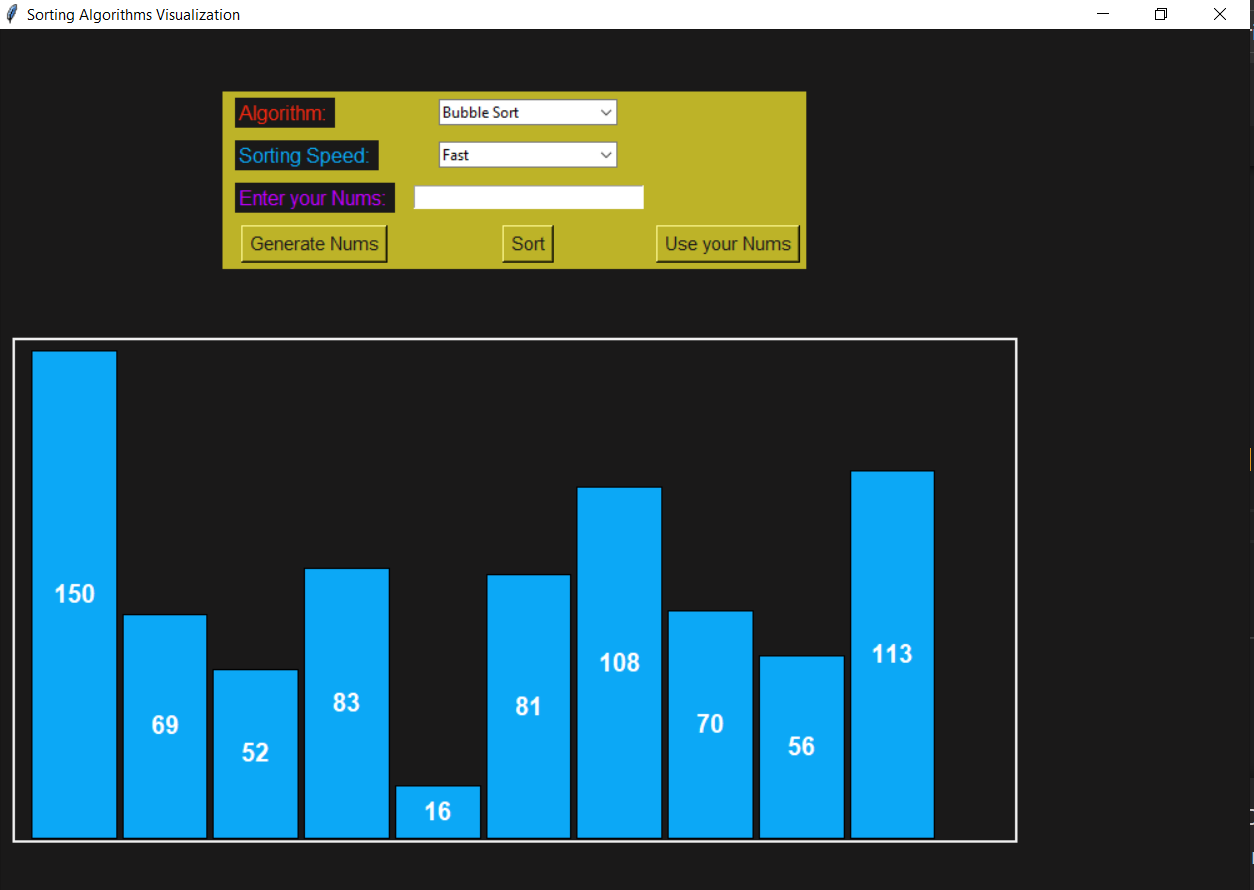 Sorting Algorithms Visualization
Algorithm: Bubble Sort
Sorting Speed: Fast
Enter your Nums:
Generate Nums Sort Use your Nums
150
69
52
83
16
81
108
70
56
113